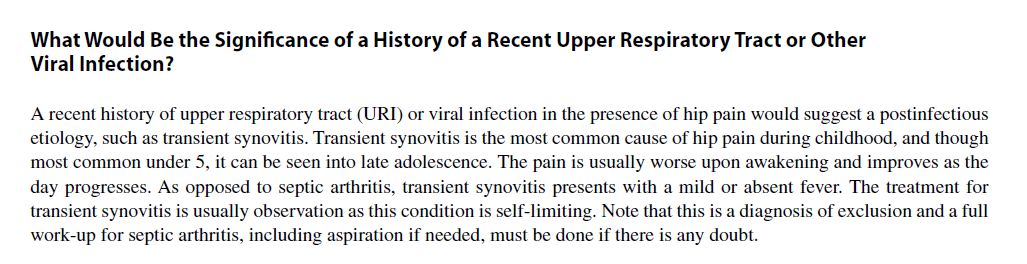 What Would Be the Significance of a History of a Recent Upper Respiratory Tract or Other
Viral Infection?
A recent history of upper respiratory tract (URI) or viral infection in the presence of hip pain would suggest a postinfectious
etiology, such as transient synovitis. Transient synovitis is the most common cause of hip pain during childhood, and though
most common under 5, it can be seen into late adolescence. The pain is usually worse upon awakening and improves as the
day progresses. As opposed to septic arthritis, transient synovitis presents with a mild or absent fever. The treatment for
transient synovitis is usually observation as this condition is self-limiting. Note that this is a diagnosis of exclusion and a full
work-up for septic arthritis, including aspiration if needed, must be done if there is any doubt.